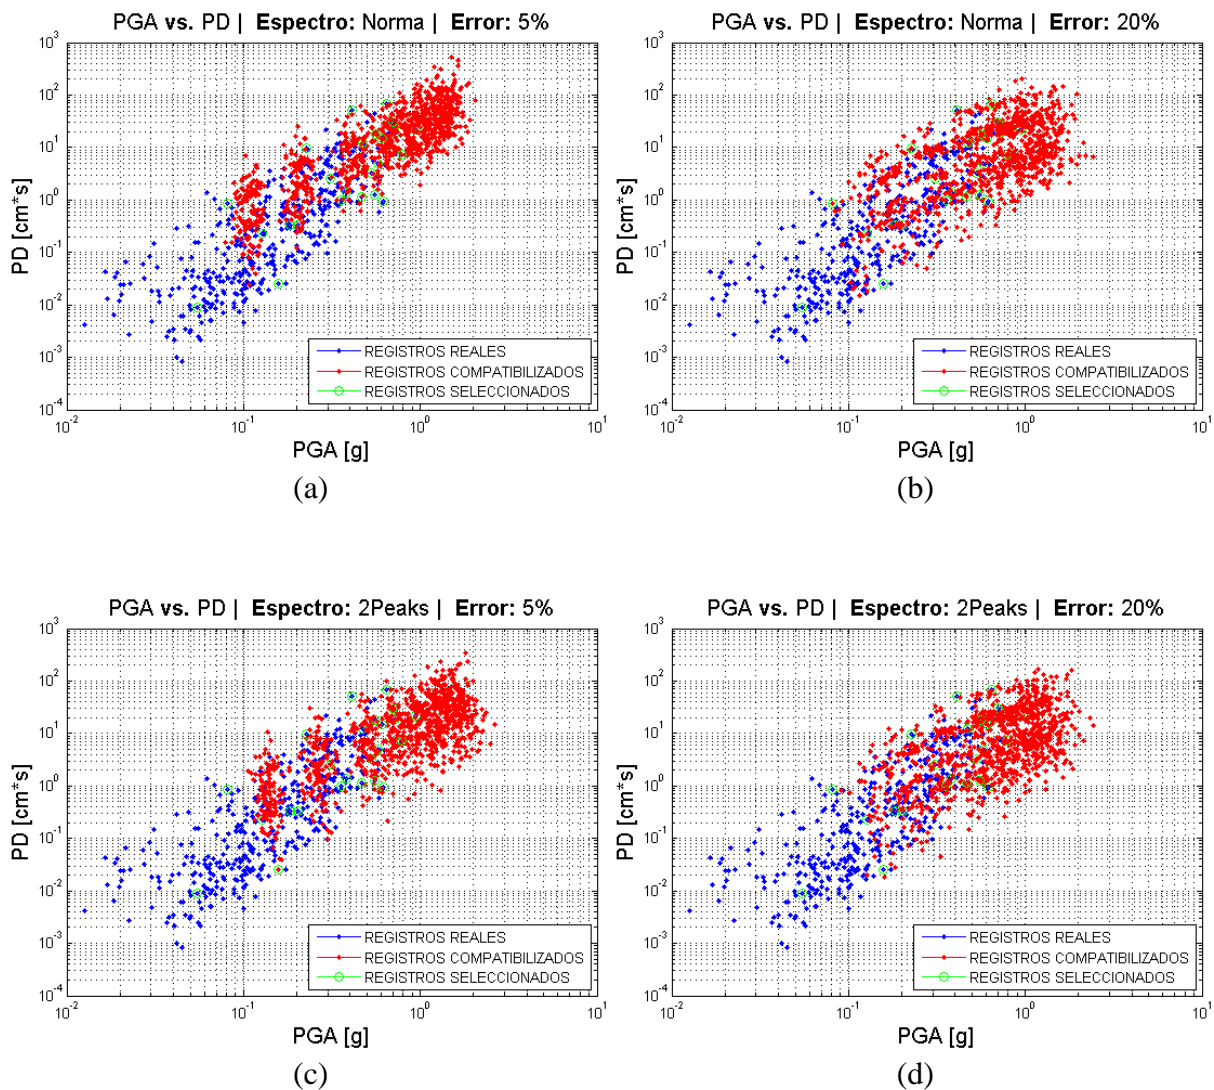 PGA vs. PD | Espectro: Norma | Error: 5%
10^3
10^2
10^1
10^0
10^-1
10^-2
10^-3
10^-4
PD [cm*s]
REGISTROS REALES
REGISTROS COMPATIBILIZADOS
REGISTROS SELECCIONADOS
10^-2 10^-1 10^0 10^1
PGA [g]
(a)
PGA vs. PD | Espectro: Norma | Error: 20%
10^3
10^2
10^1
10^0
10^-1
10^-2
10^-3
10^-4
PD [cm*s]
REGISTROS REALES
REGISTROS COMPATIBILIZADOS
REGISTROS SELECCIONADOS
10^-2 10^-1 10^0 10^1
PGA [g]
(b)
PGA vs. PD | Espectro: 2Peaks | Error: 5%
10^3
10^2
10^1
10^0
10^-1
10^-2
10^-3
10^-4
PD [cm*s]
REGISTROS REALES
REGISTROS COMPATIBILIZADOS
REGISTROS SELECCIONADOS
10^-2 10^-1 10^0 10^1
PGA [g]
(c)
PGA vs. PD | Espectro: 2Peaks | Error: 20%
10^3
10^2
10^1
10^0
10^-1
10^-2
10^-3
10^-4
PD [cm*s]
REGISTROS REALES
REGISTROS COMPATIBILIZADOS
REGISTROS SELECCIONADOS
10^-2 10^-1 10^0 10^1
PGA [g]
(d)